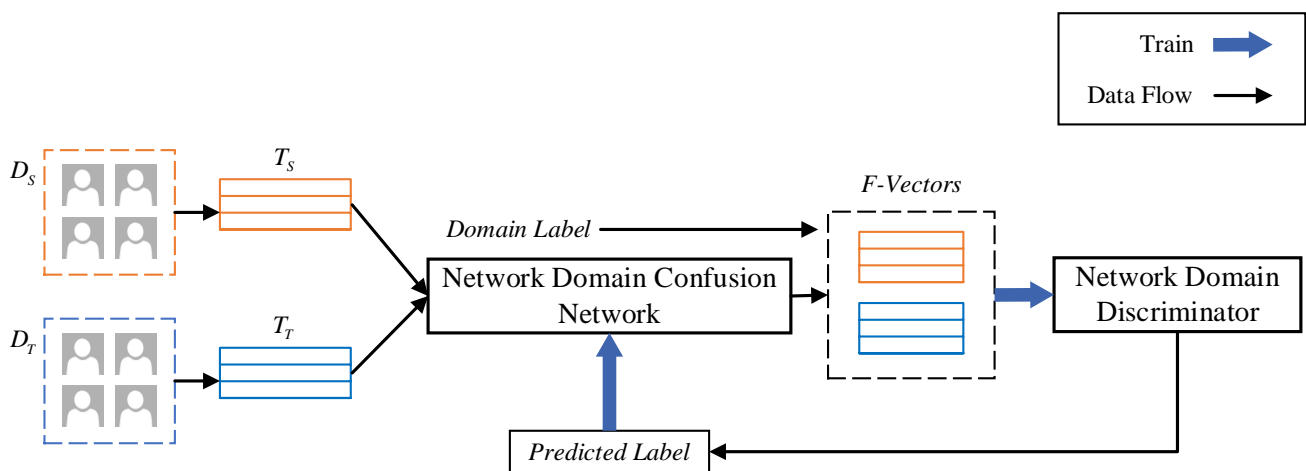 Train
Data Flow
D_S
T_S
F-Vectors
Domain Label
Network Domain Confusion
Network
Network Domain
Discriminator
D_T
T_T
Predicted Label